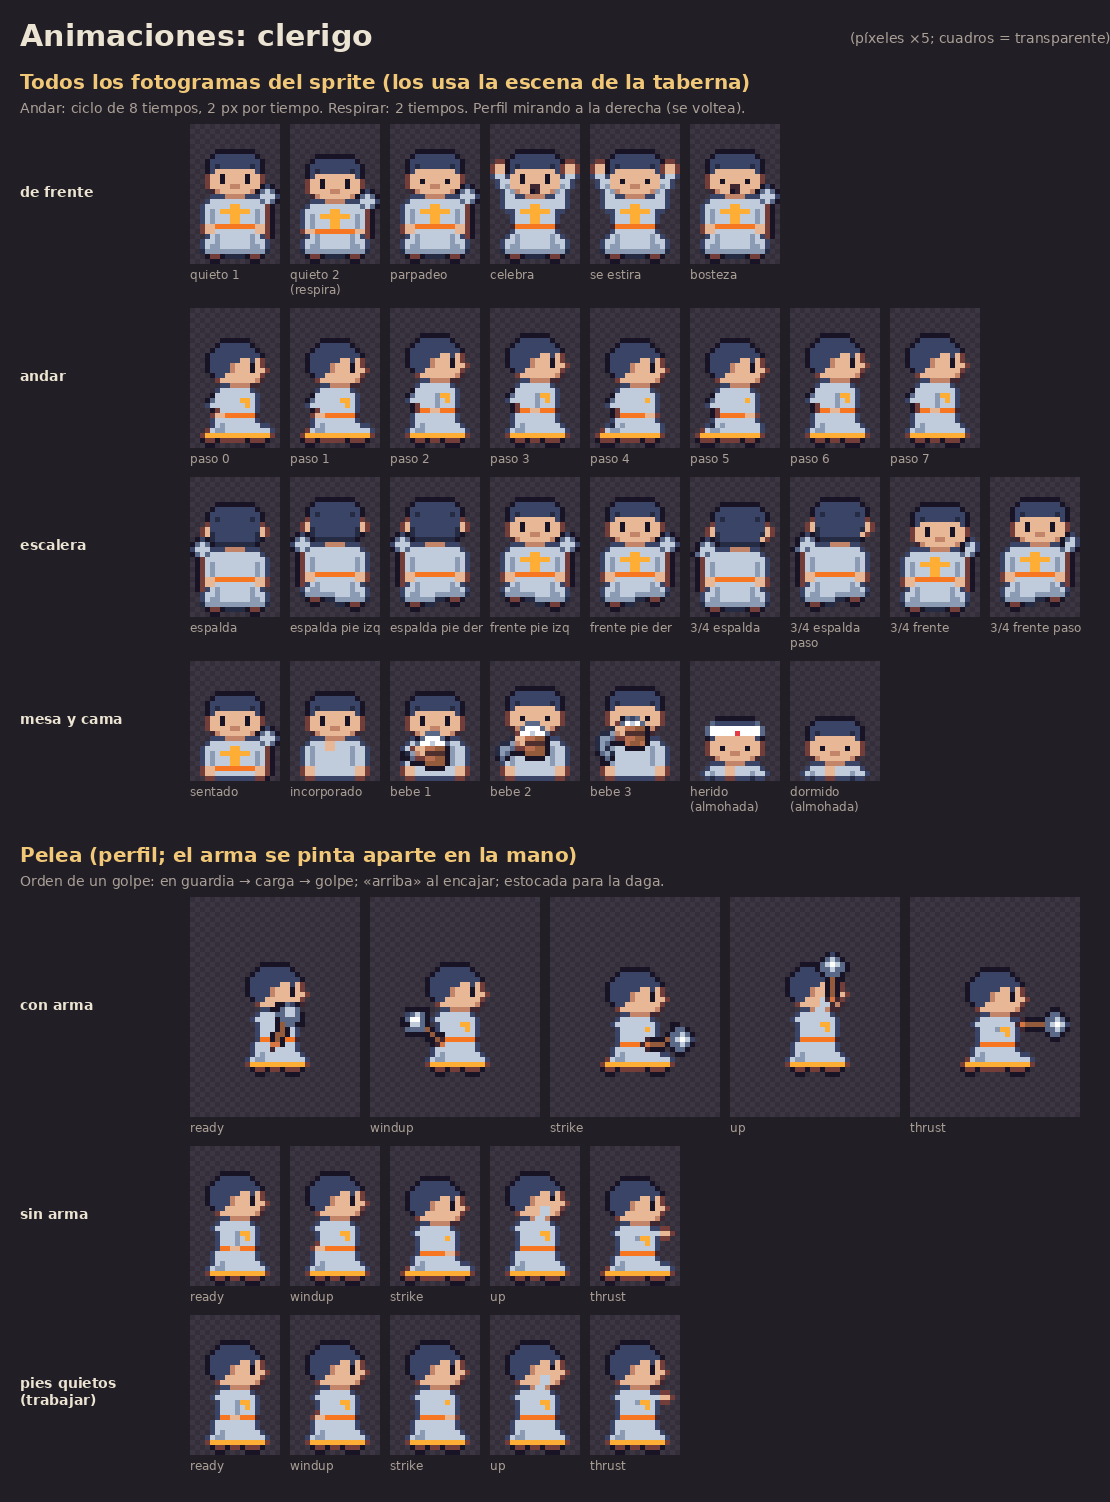 Animaciones: clerigo
(píxeles ×5; cuadros = transparente)
Todos los fotogramas del sprite (los usa la escena de la taberna)
Andar: ciclo de 8 tiempos, 2 px por tiempo. Respirar: 2 tiempos. Perfil mirando a la derecha (se voltea).
de frente
quieto 1
quieto 2
(respira)
parpadeo
celebra
se estira
bosteza
andar
paso 0
paso 1
paso 2
paso 3
paso 4
paso 5
paso 6
paso 7
escalera
espalda
espalda pie izq
espalda pie der
frente pie izq
frente pie der
3/4 espalda
3/4 espalda
paso
3/4 frente
3/4 frente paso
mesa y cama
sentado
incorporado
bebe 1
bebe 2
bebe 3
herido
(almohada)
dormido
(almohada)
Pelea (perfil; el arma se pinta aparte en la mano)
Orden de un golpe: en guardia → carga → golpe; «arriba» al encajar; estocada para la daga.
con arma
ready
windup
strike
up
thrust
sin arma
ready
windup
strike
up
thrust
pies quietos
(trabajar)
ready
windup
strike
up
thrust